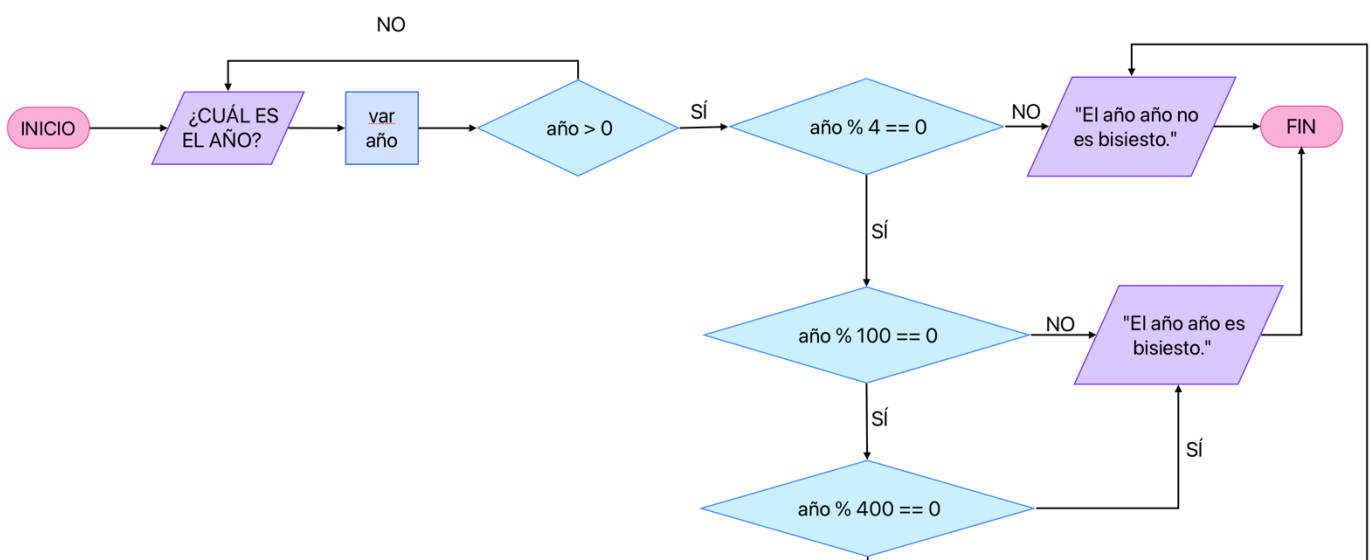 NO
INICIO
¿CUÁL ES
EL AÑO?
var
año
año > 0
SÍ
año % 4 == 0
NO
"El año año no
es bisiesto."
FIN
SÍ
año % 100 == 0
NO
"El año año es
bisiesto."
SÍ
año % 400 == 0
SÍ